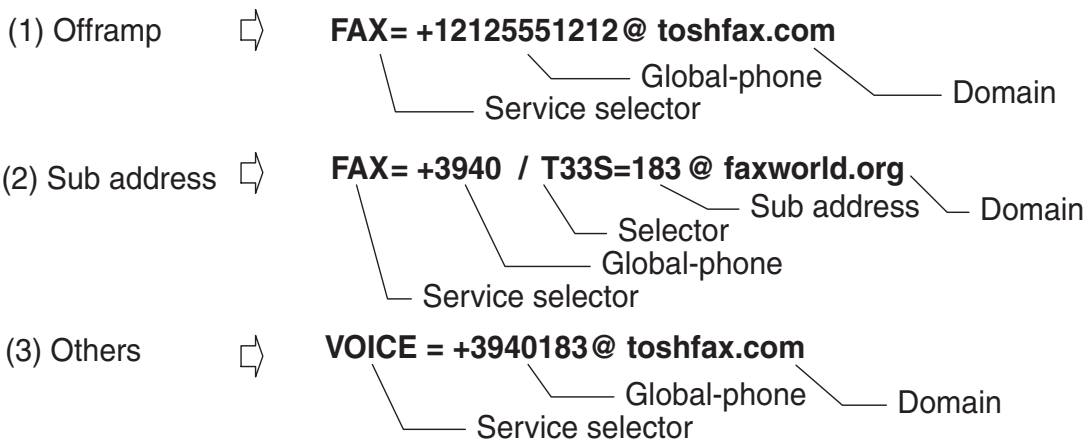 (1) Offramp FAX= +12125551212@ toshfax.com
Global-phone
Domain
Service selector
(2) Sub address FAX= +3940 / T33S=183 @ faxworld.org
Sub address
Domain
Selector
Global-phone
Service selector
(3) Others VOICE = +3940183@ toshfax.com
Global-phone
Domain
Service selector